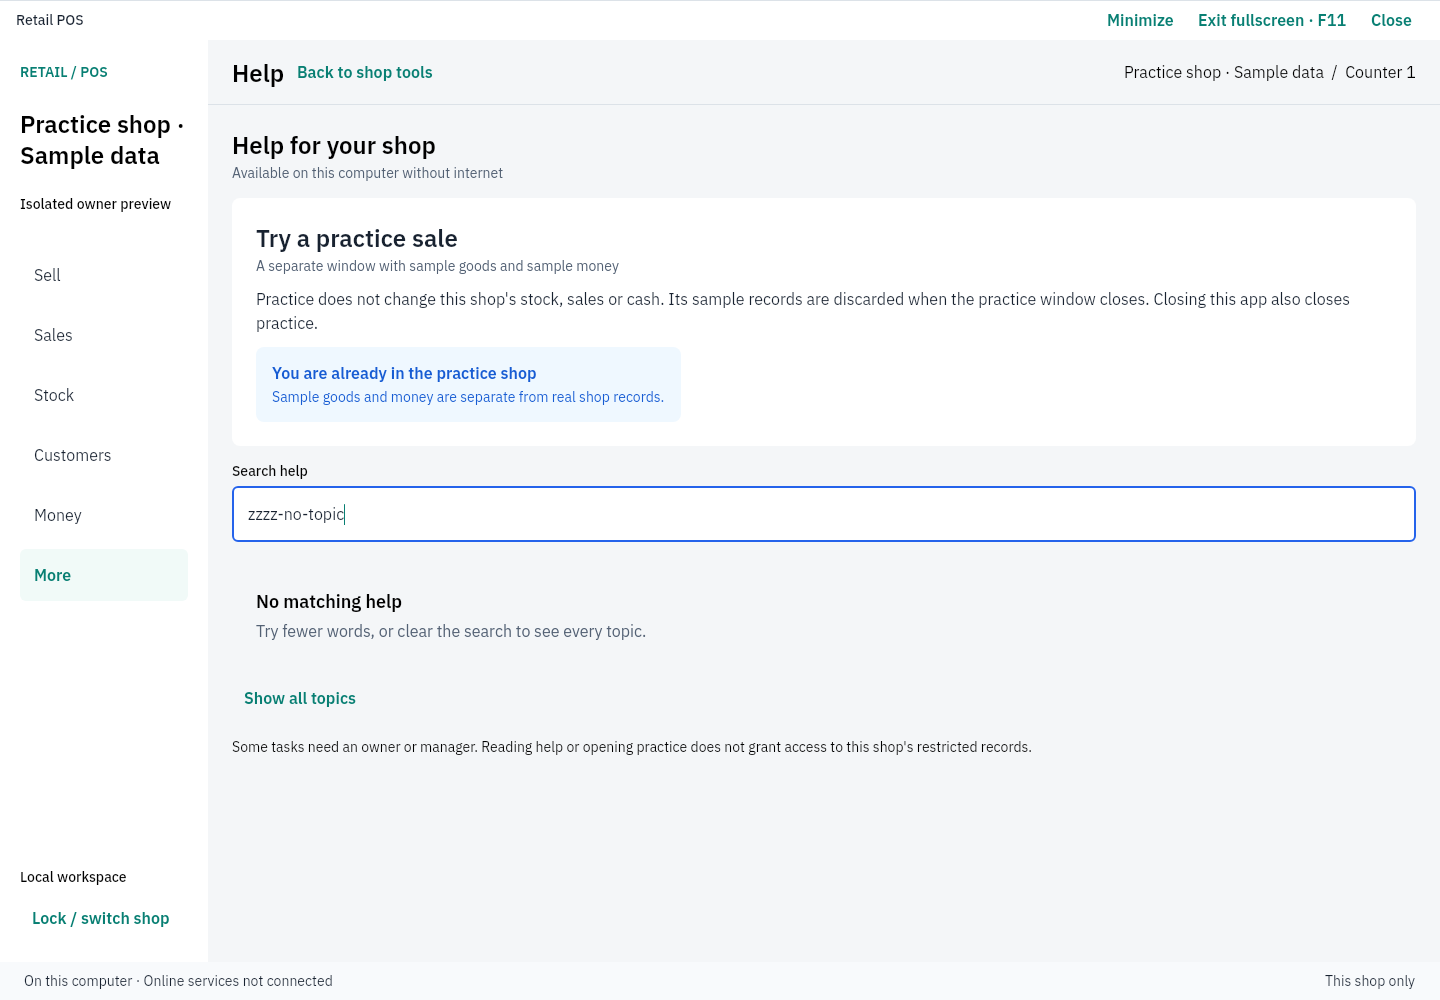 Retail POS
Minimize
Exit fullscreen · F11
Close
RETAIL / POS
Practice shop ·
Sample data
Isolated owner preview
Sell
Sales
Stock
Customers
Money
More
Local workspace
Lock / switch shop
Help
Back to shop tools
Practice shop · Sample data / Counter 1
Help for your shop
Available on this computer without internet
Try a practice sale
A separate window with sample goods and sample money
Practice does not change this shop's stock, sales or cash. Its sample records are discarded when the practice window closes. Closing this app also closes
practice.
You are already in the practice shop
Sample goods and money are separate from real shop records.
Search help
zzzz-no-topic
No matching help
Try fewer words, or clear the search to see every topic.
Show all topics
Some tasks need an owner or manager. Reading help or opening practice does not grant access to this shop's restricted records.
On this computer · Online services not connected
This shop only